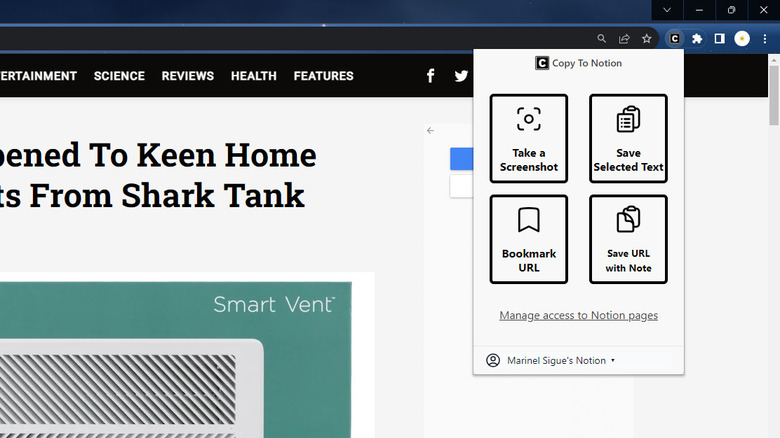 C Copy To Notion
ERTAINMENT SCIENCE REVIEWS HEALTH FEATURES
ened To Keen Home
ts From Shark Tank
Take a
Screenshot
Save
Selected Text
Bookmark
URL
Save URL
with Note
Manage access to Notion pages
Marinel Sigue's Notion
Smart Vent™